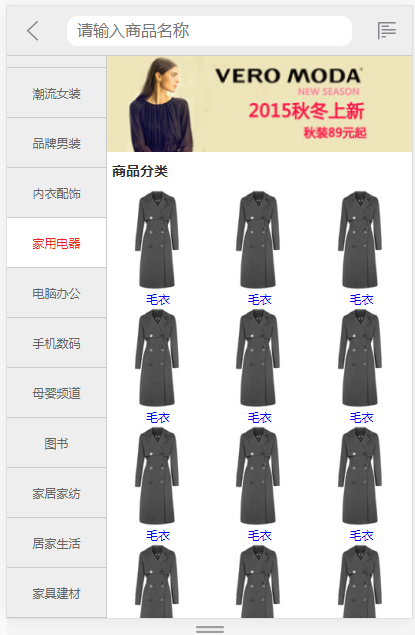 请输入商品名称
潮流女装
品牌男装
内衣配饰
家用电器
电脑办公
手机数码
母婴频道
图书
家居家纺
居家生活
家具建材
VERO MODA
NEW SEASON
2015秋冬上新
秋装89元起
商品分类
毛衣 毛衣 毛衣
毛衣 毛衣 毛衣
毛衣 毛衣 毛衣